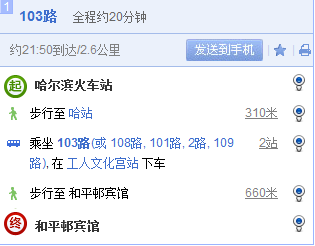 1
103路 全程约20分钟
约21:50到达/2.6公里 发送到手机
起 哈尔滨火车站
步行至 哈站 310米
乘坐 103路(或 108路, 101路, 2路, 109
路), 在 工人文化宫站 下车 2站
步行至 和平邨宾馆 660米
终 和平邨宾馆